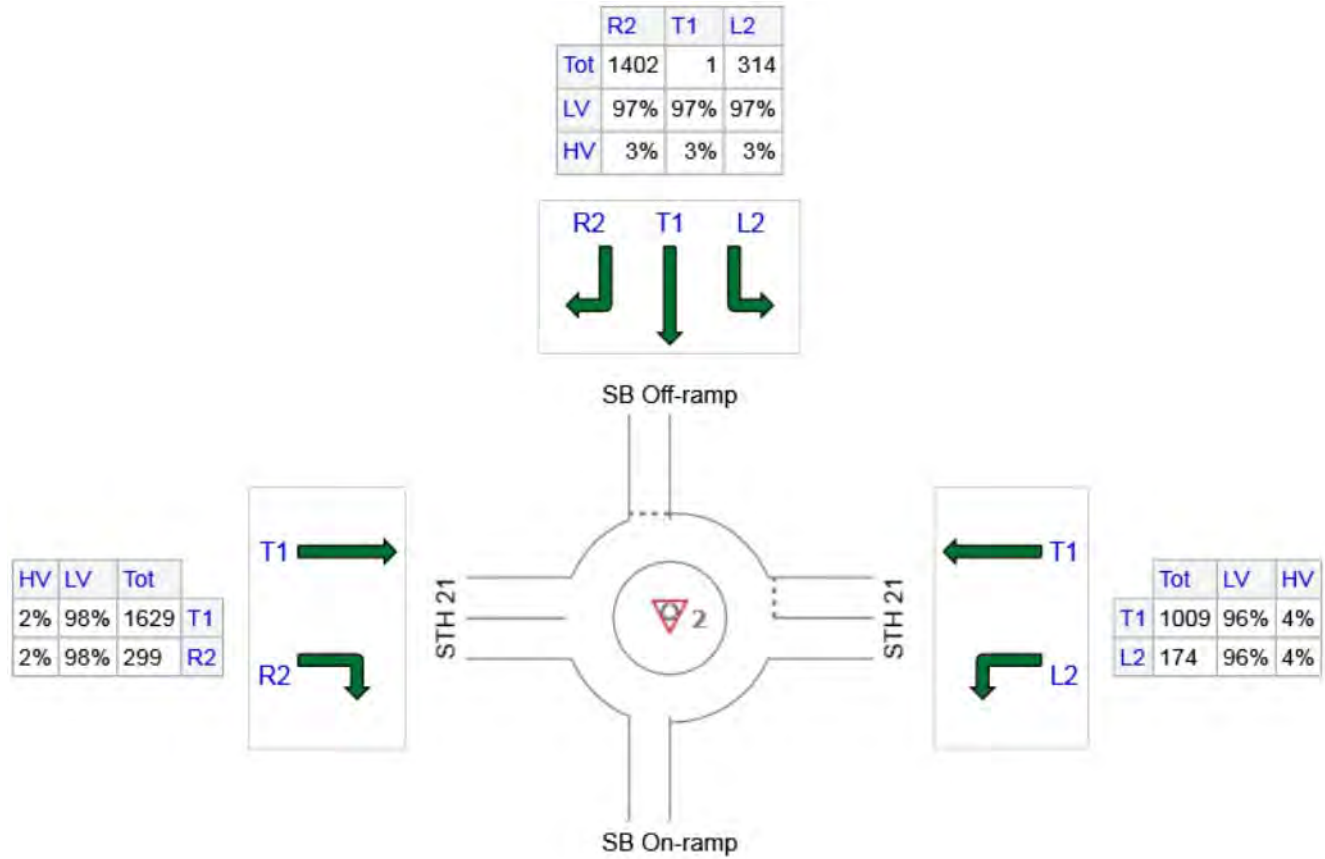 R2 T1 L2
Tot 1402 1 314
LV 97% 97% 97%
HV 3% 3% 3%
R2 T1 L2
SB Off-ramp
HV LV Tot
2% 98% 1629 T1
2% 98% 299 R2
T1
R2
STH 21
2
STH 21
T1
L2
Tot LV HV
T1 1009 96% 4%
L2 174 96% 4%
SB On-ramp